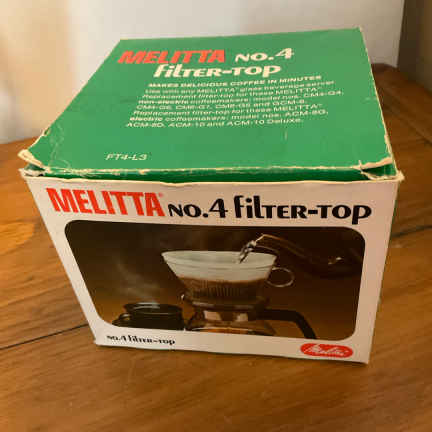 MELITTA NO.4
filter-top
MAKES DELICIOUS COFFEE IN MINUTES
Use with any MELITTA® glass beverage server.
Replacement filter-top for these MELITTA®
non-electric coffeemakers: model nos. CM4-G4,
CM4-G6, CM6-G1, CM8-G8 and GCM-8.
Replacement filter-top for these MELITTA®
electric coffeemakers: model nos. ACM-8G,
ACM-8D, ACM-10 and ACM-10 Deluxe.
FT4-L3
MELITTA® NO.4 filter-top
NO.4 filter-top
Melitta